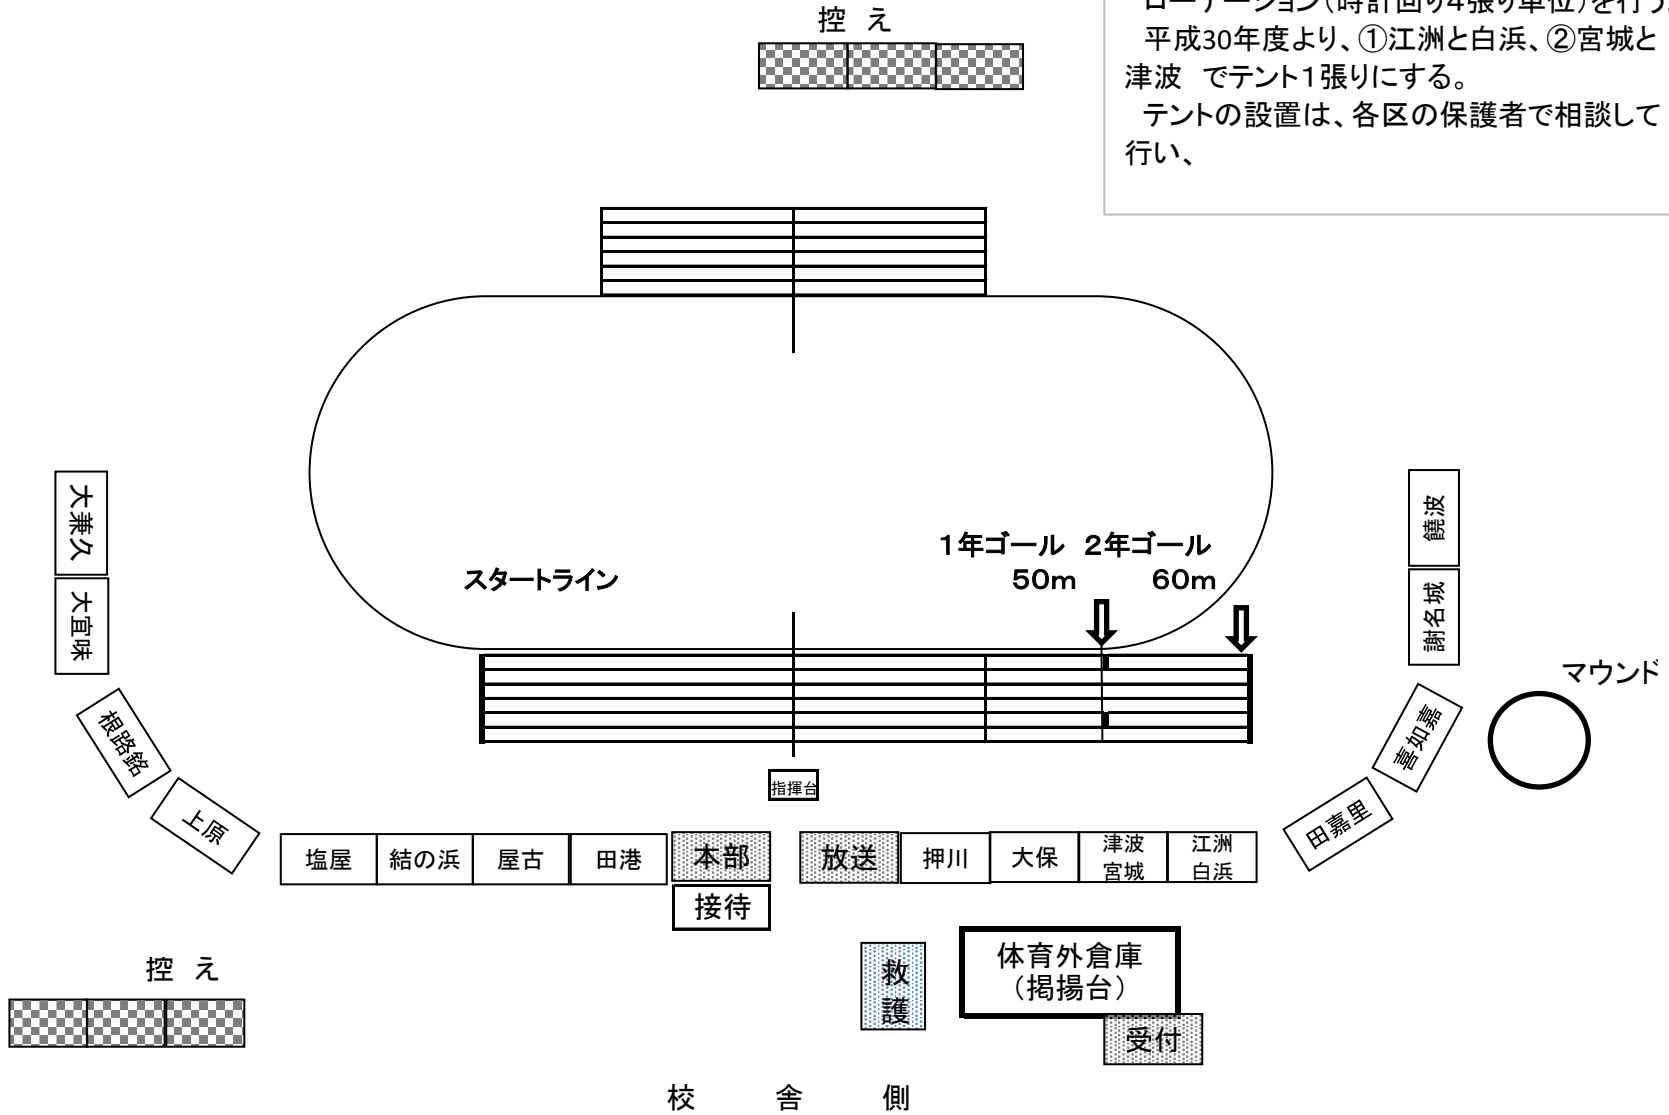 控 え
ローテーション（時計回り4張り単位）を行う。
平成30年度より、①江洲と白浜、②宮城と
津波 でテント１張りにする。
テントの設置は、各区の保護者で相談して
行い、
1年ゴール 2年ゴール
50m 60m
スタートライン
大兼久
大宜味
根路銘
上原
饒波
謝名城
喜如嘉
田嘉里
マウンド
指揮台
塩屋
結の浜
屋古
田港
本部
放送
押川
大保
津波
宮城
江洲
白浜
接待
救
護
体育外倉庫
（掲揚台）
受付
控 え
校 舎 側